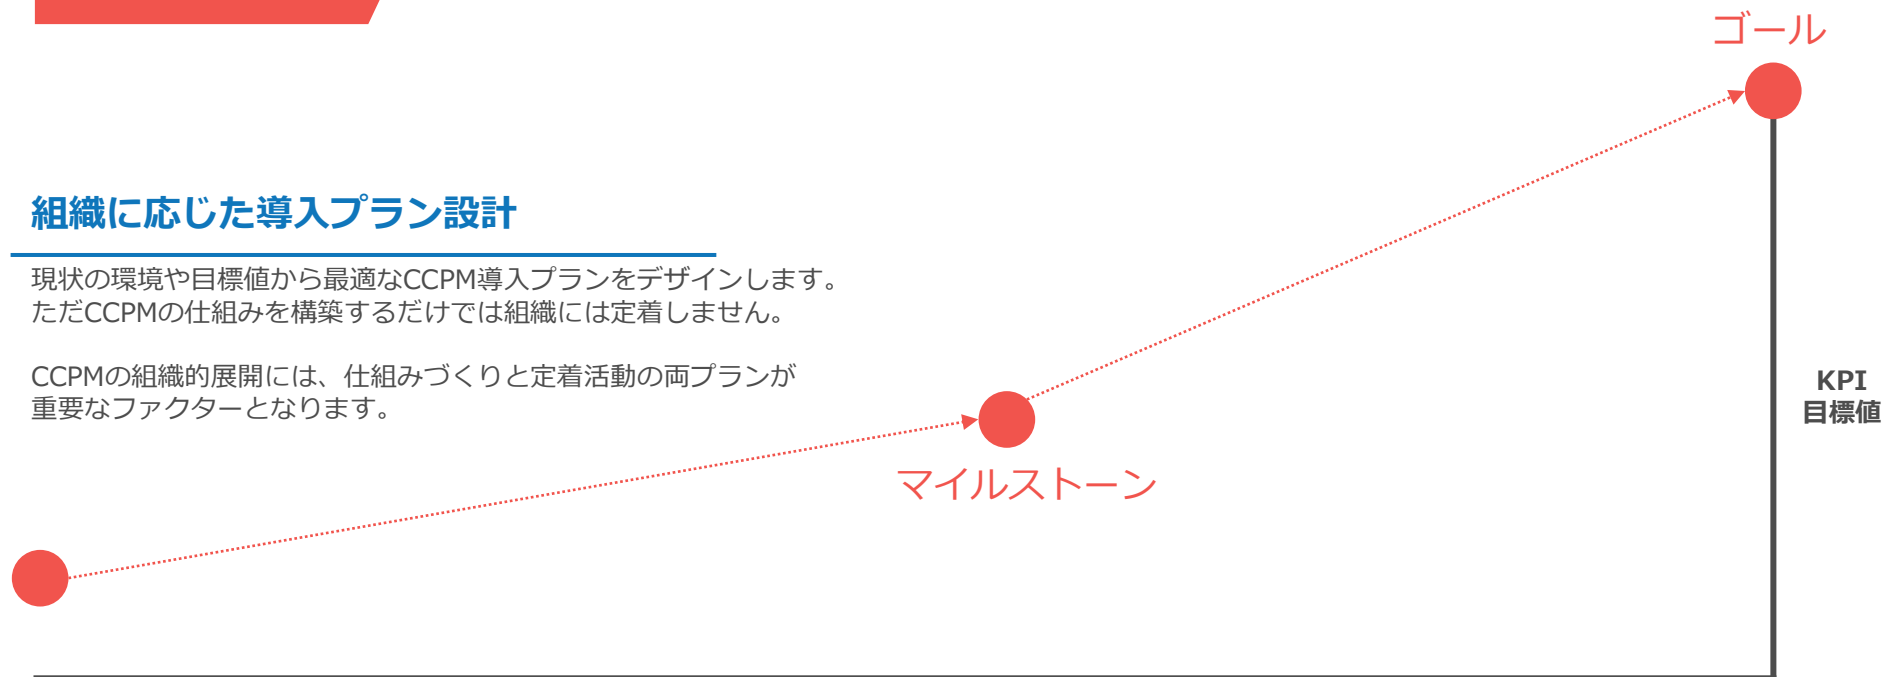 ゴール
組織に応じた導入プラン設計
現状の環境や目標値から最適なCCPM導入プランをデザインします。
ただCCPMの仕組みを構築するだけでは組織には定着しません。
CCPMの組織的展開には、仕組みづくりと定着活動の両プランが
重要なファクターとなります。
KPI
目標値
マイルストーン